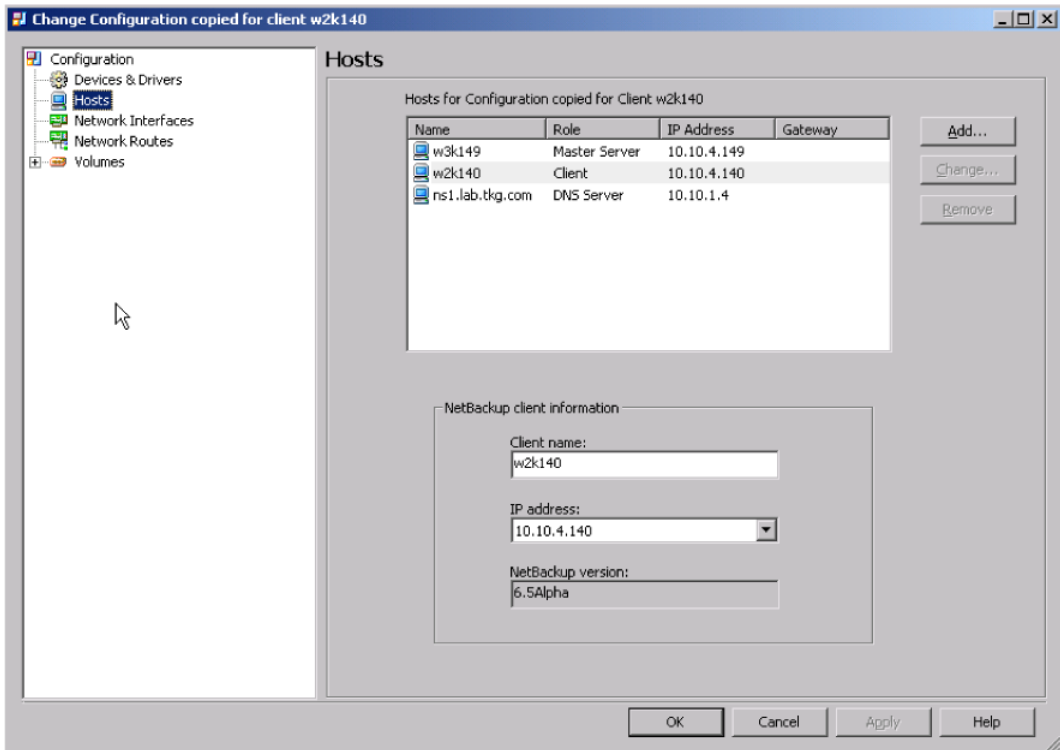 Change Configuration copied for client w2k140
Configuration
Devices & Drivers
Hosts
Network Interfaces
Network Routes
Volumes
Hosts
Hosts for Configuration copied for Client w2k140
Name Role IP Address Gateway
w3k149 Master Server 10.10.4.149
w2k140 Client 10.10.4.140
ns1.lab.tkg.com DNS Server 10.10.1.4
Add...
Change...
Remove
NetBackup client information
Client name:
w2k140
IP address:
10.10.4.140
NetBackup version:
6.5Alpha
OK Cancel Apply Help